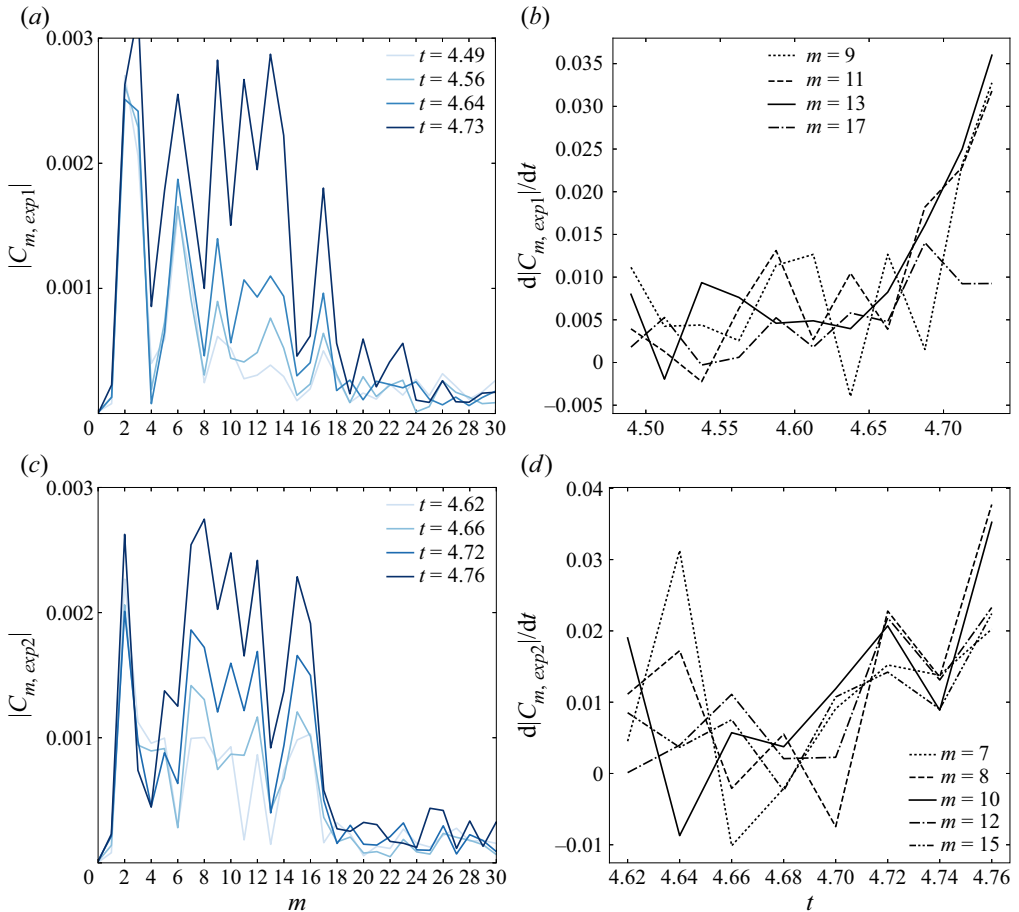 (a)
0.003
0.002
0.001
|C_{m, exp1}|
t = 4.49
t = 4.56
t = 4.64
t = 4.73
0 2 4 6 8 10 12 14 16 18 20 22 24 26 28 30
(b)
0.035
0.030
0.025
0.020
0.015
0.010
0.005
0
−0.005
d|C_{m, exp1}|/dt
m = 9
m = 11
m = 13
m = 17
4.50 4.55 4.60 4.65 4.70
(c)
0.003
0.002
0.001
|C_{m, exp2}|
t = 4.62
t = 4.66
t = 4.72
t = 4.76
0 2 4 6 8 10 12 14 16 18 20 22 24 26 28 30
m
(d)
0.04
0.03
0.02
0.01
0
−0.01
d|C_{m, exp2}|/dt
m = 7
m = 8
m = 10
m = 12
m = 15
4.62 4.64 4.66 4.68 4.70 4.72 4.74 4.76
t